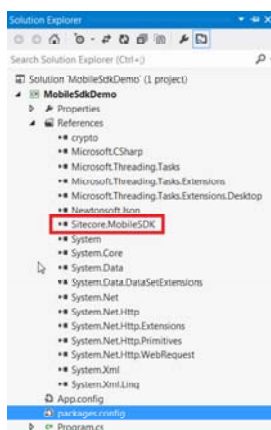 Solution Explorer
Search Solution Explorer (Ctrl+;)
Solution 'MobileSdkDemo' (1 project)
MobileSdkDemo
Properties
References
crypto
Microsoft.CSharp
Microsoft.Threading.Tasks
Microsoft.Threading.Tasks.Extensions
Microsoft.Threading.Tasks.Extensions.Desktop
Newtonsoft.Json
Sitecore.MobileSDK
System
System.Core
System.Data
System.Data.DataSetExtensions
System.Net
System.Net.Http
System.Net.Http.Extensions
System.Net.Http.Primitives
System.Net.Http.WebRequest
System.Xml
System.Xml.Linq
App.config
packages.config
C# Program.cs